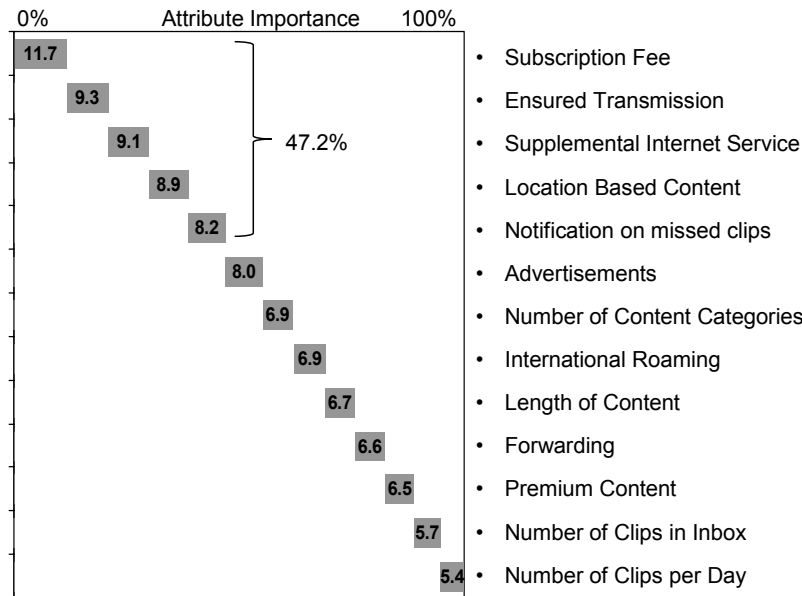 0% Attribute Importance 100%
11.7 • Subscription Fee
9.3 • Ensured Transmission
9.1 47.2% • Supplemental Internet Service
8.9 • Location Based Content
8.2 • Notification on missed clips
8.0 • Advertisements
6.9 • Number of Content Categories
6.9 • International Roaming
6.7 • Length of Content
6.6 • Forwarding
6.5 • Premium Content
5.7 • Number of Clips in Inbox
5.4 • Number of Clips per Day